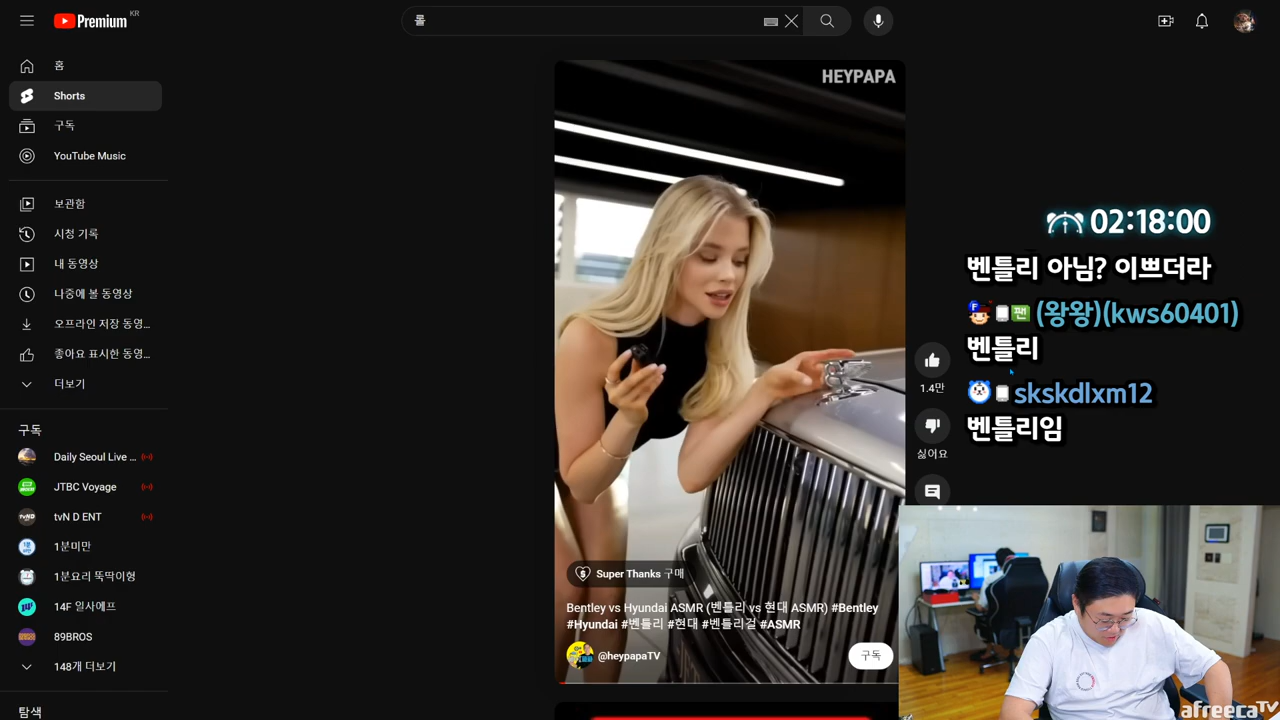 Premium KR
롤
홈
Shorts
구독
YouTube Music
보관함
시청 기록
내 동영상
나중에 볼 동영상
오프라인 저장 동영...
좋아요 표시한 동영...
더보기
구독
Daily Seoul Live ...
JTBC Voyage
tvN D ENT
1분미만
1분요리 뚝딱이형
14F 일사에프
89BROS
148개 더보기
탐색
HEYPAPA
Super Thanks 구매
Bentley vs Hyundai ASMR (벤틀리 vs 현대 ASMR) #Bentley
#Hyundai #벤틀리 #현대 #벤틀리걸 #ASMR
@heypapaTV
구독
1.4만
싫어요
02:18:00
벤틀리 아님? 이쁘더라
F 팬 (왕왕)(kws60401)
벤틀리
skskdlxm12
벤틀리임
afreecaTV